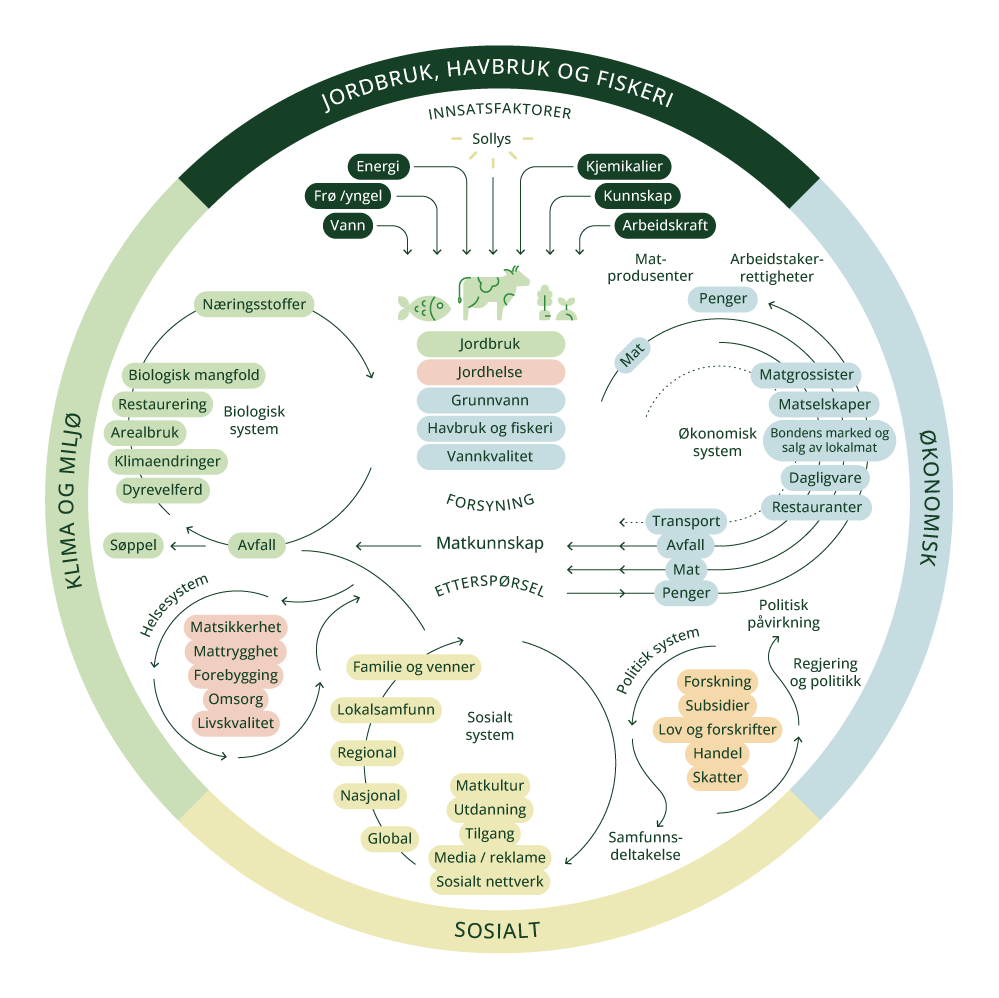 JORDBRUK, HAVBRUK OG FISKERI
INNSATSFAKTORER
Sollys
Energi
Frø /yngel
Vann
Kjemikalier
Kunnskap
Arbeidskraft
Mat-
produsenter
Arbeidstaker-
rettigheter
Penger
Mat
Matgrossister
Matselskaper
Bondens marked og
salg av lokalmat
Dagligvare
Restauranter
Økonomisk
system
Transport
Avfall
Mat
Penger
ØKONOMISK
Jordbruk
Jordhelse
Grunnvann
Havbruk og fiskeri
Vannkvalitet
FORSYNING
Matkunnskap
ETTERSPØRSEL
Næringsstoffer
Biologisk mangfold
Restaurering
Arealbruk
Klimaendringer
Dyrevelferd
Biologisk
system
Søppel
Avfall
KLIMA OG MILJØ
Helsesystem
Matsikkerhet
Mattrygghet
Forebygging
Omsorg
Livskvalitet
Familie og venner
Lokalsamfunn
Regional
Nasjonal
Global
Sosialt
system
Matkultur
Utdanning
Tilgang
Media / reklame
Sosialt nettverk
Politisk system
Politisk
påvirkning
Regjering
og politikk
Forskning
Subsidier
Lov og forskrifter
Handel
Skatter
Samfunns-
deltakelse
SOSIALT